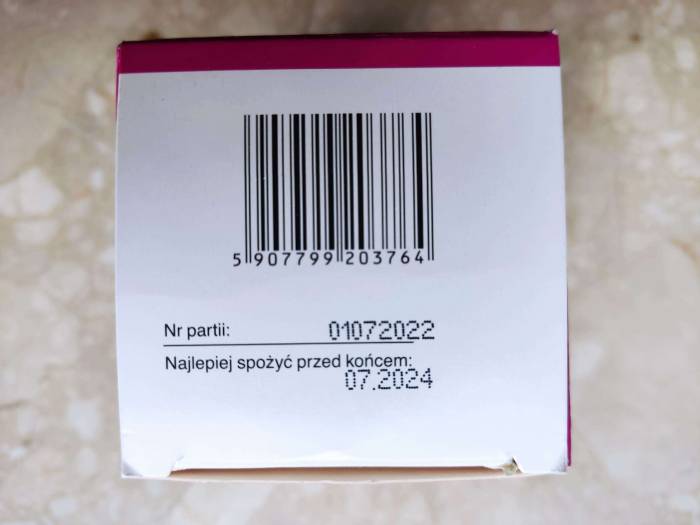 5 907799 203764
Nr partii: 01072022
Najlepiej spożyć przed końcem:
07.2024